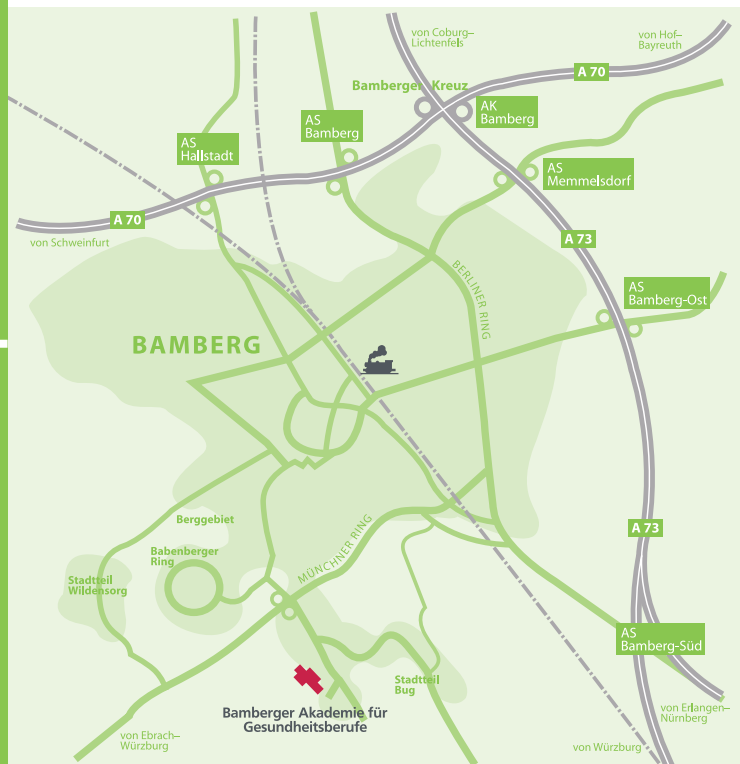 von Coburg–
Lichtenfels
von Hof–
Bayreuth
A 70
Bamberger Kreuz
AK
Bamberg
AS
Bamberg
AS
Hallstadt
AS
Memmelsdorf
A 70
von Schweinfurt
A 73
BERLINER RING
AS
Bamberg-Ost
BAMBERG
Berggebiet
MÜNCHNER RING
A 73
Babenberger
Ring
Stadtteil
Wildensorg
AS
Bamberg-Süd
Stadtteil
Bug
Bamberger Akademie für
Gesundheitsberufe
von Erlangen–
Nürnberg
von Ebrach–
Würzburg
von Würzburg